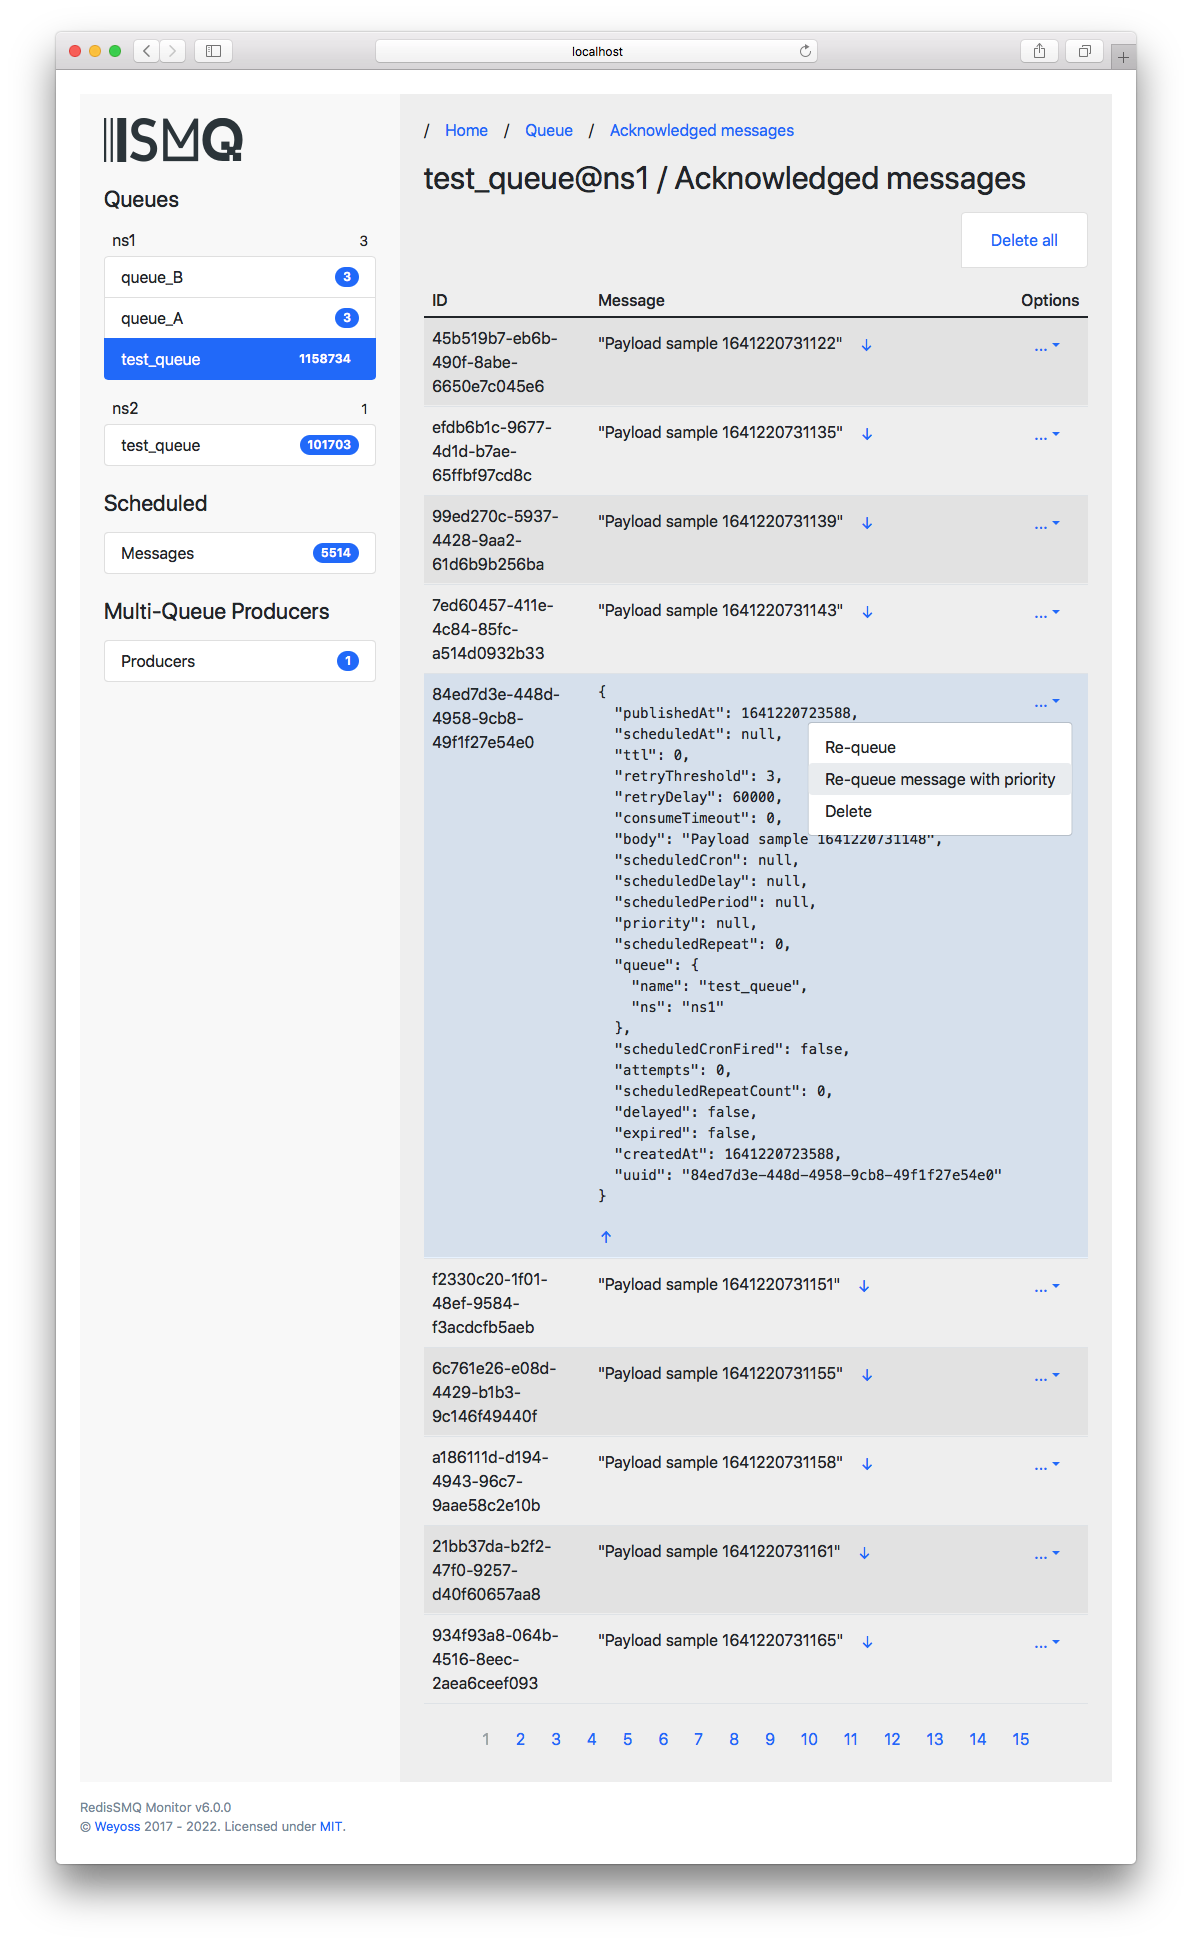 localhost
SMQ
Queues
ns1 3
queue_B 3
queue_A 3
test_queue 1158734
ns2 1
test_queue 101703
Scheduled
Messages 5514
Multi-Queue Producers
Producers 1
/ Home / Queue / Acknowledged messages
test_queue@ns1 / Acknowledged messages
Delete all
ID Message Options
45b519b7-eb6b-
490f-8abe-
6650e7c045e6
"Payload sample 1641220731122" ↓ ...
efdb6b1c-9677-
4d1d-b7ae-
65ffbf97cd8c
"Payload sample 1641220731135" ↓ ...
99ed270c-5937-
4428-9aa2-
61d6b9b256ba
"Payload sample 1641220731139" ↓ ...
7ed60457-411e-
4c84-85fc-
a514d0932b33
"Payload sample 1641220731143" ↓ ...
84ed7d3e-448d-
4958-9cb8-
49f1f27e54e0
{
"publishedAt": 1641220723588,
"scheduledAt": null,
"ttl": 0,
"retryThreshold": 3,
"retryDelay": 60000,
"consumeTimeout": 0,
"body": "Payload sample 1641220731148",
"scheduledCron": null,
"scheduledDelay": null,
"scheduledPeriod": null,
"priority": null,
"scheduledRepeat": 0,
"queue": {
"name": "test_queue",
"ns": "ns1"
},
"scheduledCronFired": false,
"attempts": 0,
"scheduledRepeatCount": 0,
"delayed": false,
"expired": false,
"createdAt": 1641220723588,
"uuid": "84ed7d3e-448d-4958-9cb8-49f1f27e54e0"
}
↑
...
Re-queue
Re-queue message with priority
Delete
f2330c20-1f01-
48ef-9584-
f3acdcfb5aeb
"Payload sample 1641220731151" ↓ ...
6c761e26-e08d-
4429-b1b3-
9c146f49440f
"Payload sample 1641220731155" ↓ ...
a186111d-d194-
4943-96c7-
9aae58c2e10b
"Payload sample 1641220731158" ↓ ...
21bb37da-b2f2-
47f0-9257-
d40f60657aa8
"Payload sample 1641220731161" ↓ ...
934f93a8-064b-
4516-8eec-
2aea6ceef093
"Payload sample 1641220731165" ↓ ...
1 2 3 4 5 6 7 8 9 10 11 12 13 14 15
RedisSMQ Monitor v6.0.0
© Weyoss 2017 - 2022. Licensed under MIT.